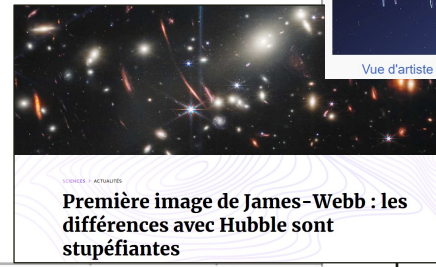 Vue d'artiste
SCIENCES > ACTUALITÉS
Première image de James-Webb : les
différences avec Hubble sont
stupéfiantes